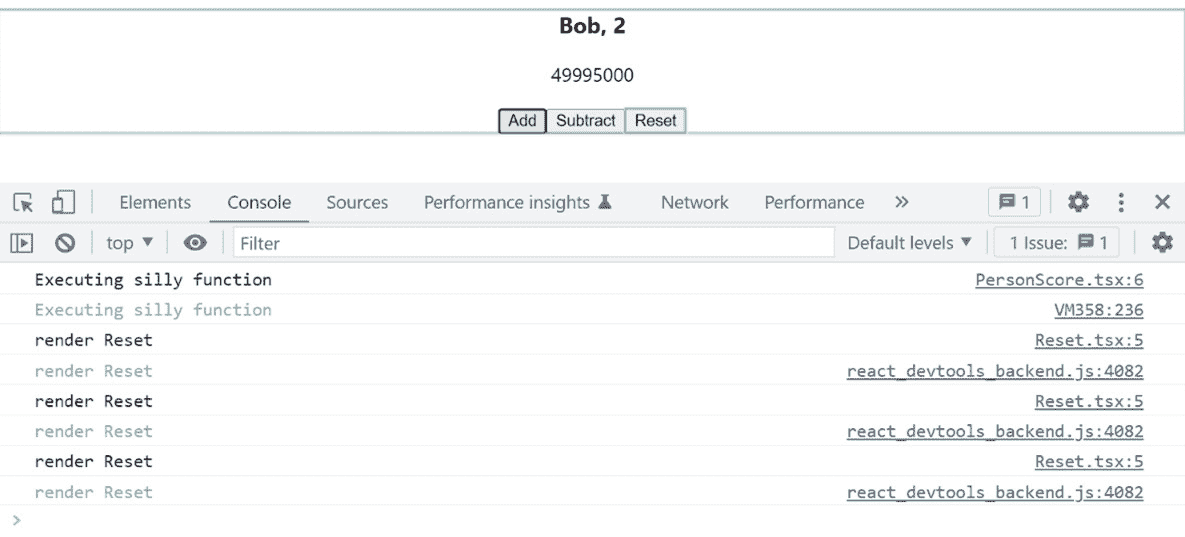 Bob, 2
49995000
Add Subtract Reset
Elements Console Sources Performance insights Network Performance » 1
top ▼ Filter Default levels ▼ 1 Issue: 1
Executing silly function PersonScore.tsx:6
Executing silly function VM358:236
render Reset Reset.tsx:5
render Reset react_devtools_backend.js:4082
render Reset Reset.tsx:5
render Reset react_devtools_backend.js:4082
render Reset Reset.tsx:5
render Reset react_devtools_backend.js:4082
>